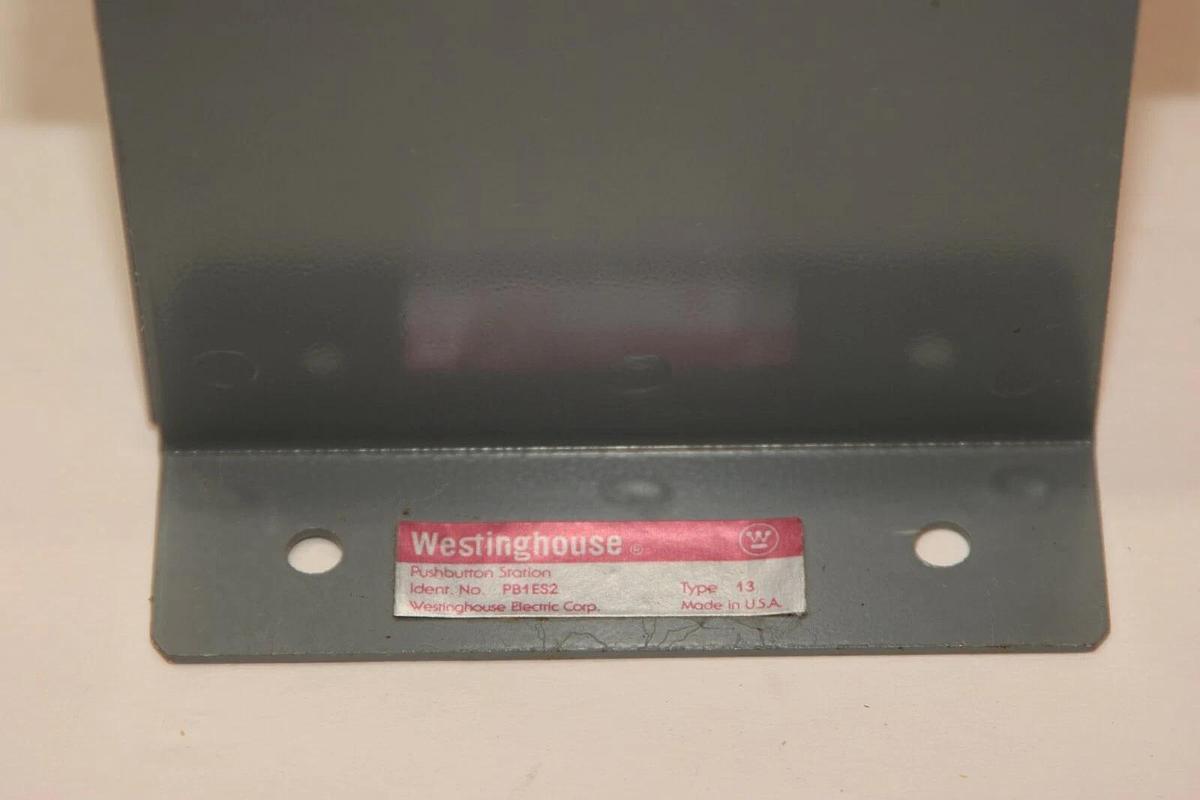 Westinghouse ® W
Pushbutton Station
Ident. No. PB1ES2 Type 13
Westinghouse Electric Corp. Made in U.S.A.